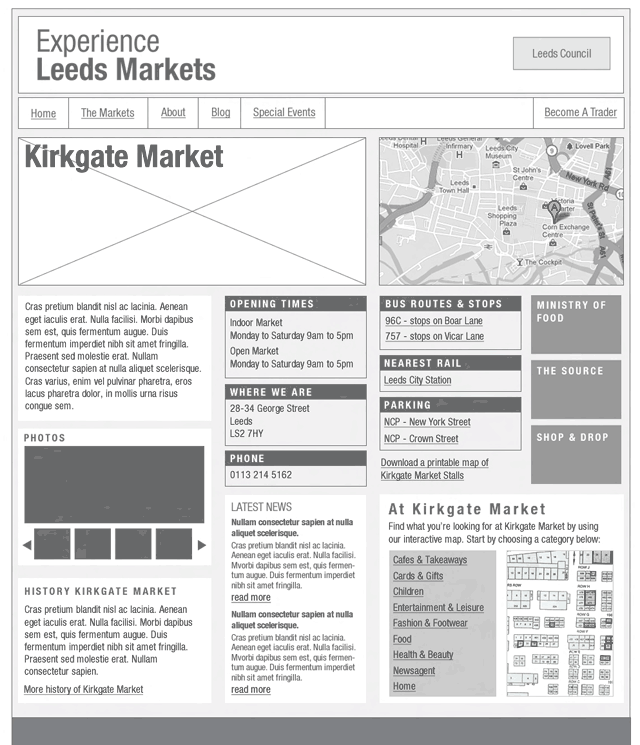 Experience
Leeds Markets
Leeds Council
Home
The Markets
About
Blog
Special Events
Become A Trader
Kirkgate Market
Hospital
Leeds General
Infirmary
H
H
Leeds City
Museum
9
Lovell Park
A61
St John's
Centre
New York Rd
Leeds
Town Hall
A
Leeds
Shopping
Plaza
Corn Exchange
Centre
A61
The Cockpit
Cras pretium blandit nisl ac lacinia. Aenean
eget iaculis erat. Nulla facilisi. Morbi dapibus
sem est, quis fermentum augue. Duis
fermentum imperdiet nibh sit amet fringilla.
Praesent sed molestie erat. Nullam
consectetur sapien at nulla aliquet scelerisque.
Cras varius, enim vel pulvinar pharetra, eros
lacus pharetra dolor, in mollis urna risus
congue sem.
PHOTOS
HISTORY KIRKGATE MARKET
Cras pretium blandit nisl ac lacinia. Aenean
eget iaculis erat. Nulla facilisi. Morbi dapibus
sem est, quis fermentum augue. Duis
fermentum imperdiet nibh sit amet fringilla.
Praesent sed molestie erat. Nullam
consectetur sapien.
More history of Kirkgate Market
OPENING TIMES
Indoor Market
Monday to Saturday 9am to 5pm
Open Market
Monday to Saturday 9am to 5pm
WHERE WE ARE
28-34 George Street
Leeds
LS2 7HY
PHONE
0113 214 5162
LATEST NEWS
Nullam consectetur sapien at nulla
aliquet scelerisque.
Cras pretium blandit nisl ac lacinia.
Aenean eget iaculis erat. Nulla facilisi.
Mvorbi dapibus sem est, quis fermen-
tum augue. Duis fermentum imperdiet
nibh sit amet fringilla.
read more
Nullam consectetur sapien at nulla
aliquet scelerisque.
Cras pretium blandit nisl ac lacinia.
Aenean eget iaculis erat. Nulla facilisi.
Mvorbi dapibus sem est, quis fermen-
tum augue. Duis fermentum imperdiet
nibh sit amet fringilla.
read more
BUS ROUTES & STOPS
96C - stops on Boar Lane
757 - stops on Vicar Lane
NEAREST RAIL
Leeds City Station
PARKING
NCP - New York Street
NCP - Crown Street
Download a printable map of
Kirkgate Market Stalls
MINISTRY OF
FOOD
THE SOURCE
SHOP & DROP
At Kirkgate Market
Find what you're looking for at Kirkgate Market by using
our interactive map. Start by choosing a category below:
Cafes & Takeaways
Cards & Gifts
Children
Entertainment & Leisure
Fashion & Footwear
Food
Health & Beauty
Newsagent
Home